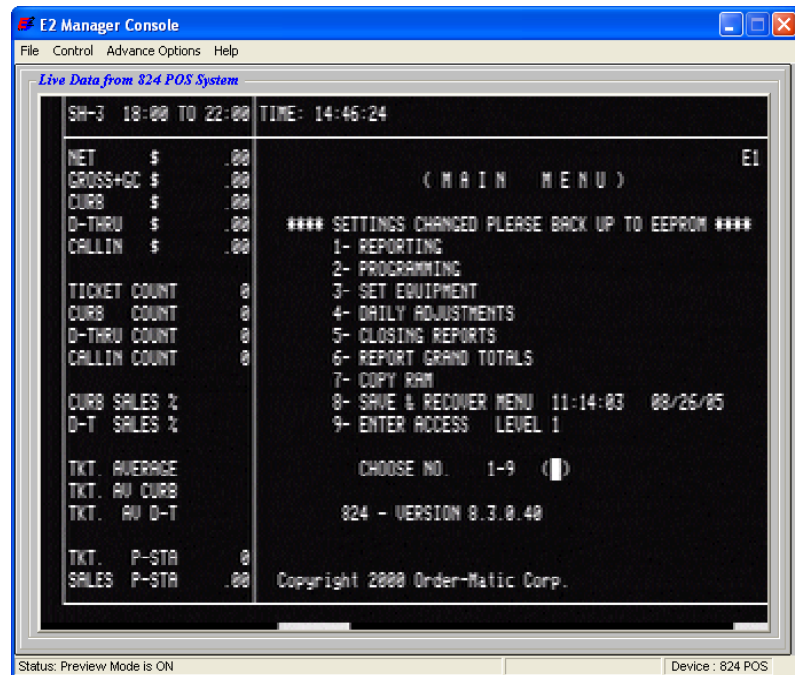 E2 Manager Console
File Control Advance Options Help
Live Data from 824 POS System
SH-3 18:00 TO 22:00 TIME: 14:46:24
NET $ .00 E1
GROSS+GC $ .00 ( M A I N M E N U )
CURB $ .00
D-THRU $ .00 **** SETTINGS CHANGED PLEASE BACK UP TO EEPROM ****
CALLIN $ .00 1- REPORTING
2- PROGRAMMING
TICKET COUNT 0 3- SET EQUIPMENT
CURB COUNT 0 4- DAILY ADJUSTMENTS
D-THRU COUNT 0 5- CLOSING REPORTS
CALLIN COUNT 0 6- REPORT GRAND TOTALS
7- COPY RAM
CURB SALES % 8- SAVE & RECOVER MENU 11:14:03 08/26/05
D-T SALES % 9- ENTER ACCESS LEVEL 1
TKT. AVERAGE CHOOSE NO. 1-9 ( )
TKT. AV CURB
TKT. AV D-T 824 - VERSION 8.3.0.40
TKT. P-STA 0
SALES P-STA .00 Copyright 2000 Order-Matic Corp.
Status: Preview Mode is ON Device : 824 POS